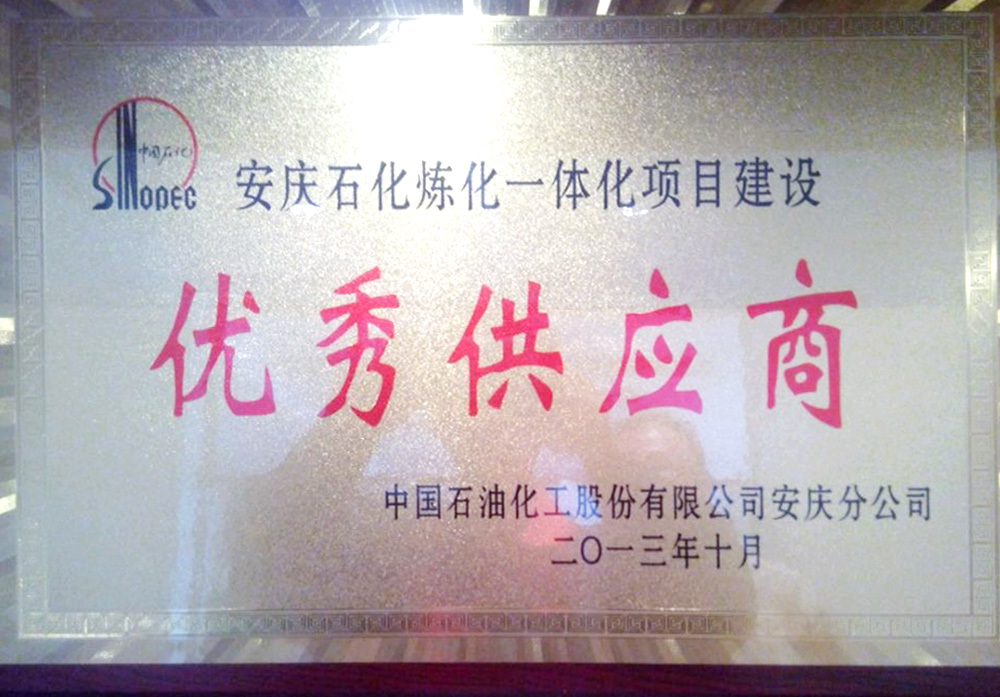 中国石化
SINOPEC
安庆石化炼化一体化项目建设
优秀供应商
中国石油化工股份有限公司安庆分公司
二〇一三年十月